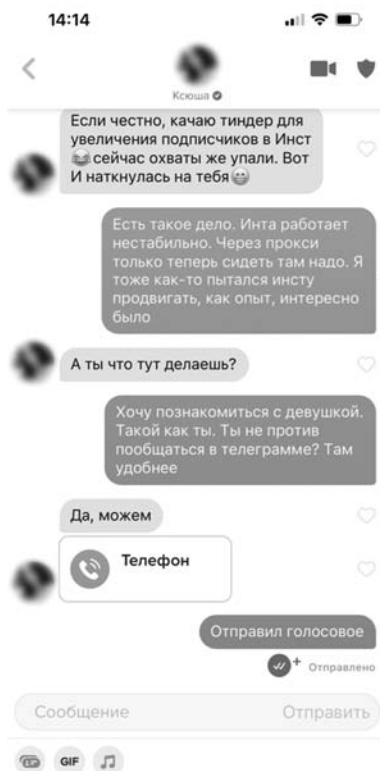 14:14
Ксюша
Если честно, качаю тиндер для
увеличения подписчиков в Инст
😂сейчас охваты же упали. Вот
И наткнулась на тебя😀
Есть такое дело. Инта работает
нестабильно. Через прокси
только теперь сидеть там надо. Я
тоже как-то пытался инсту
продвигать, как опыт, интересно
было
А ты что тут делаешь?
Хочу познакомиться с девушкой.
Такой как ты. Ты не против
пообщаться в телеграмме? Там
удобнее
Да, можем
Телефон
Отправил голосовое
Отправлено
Сообщение
Отправить
GIF